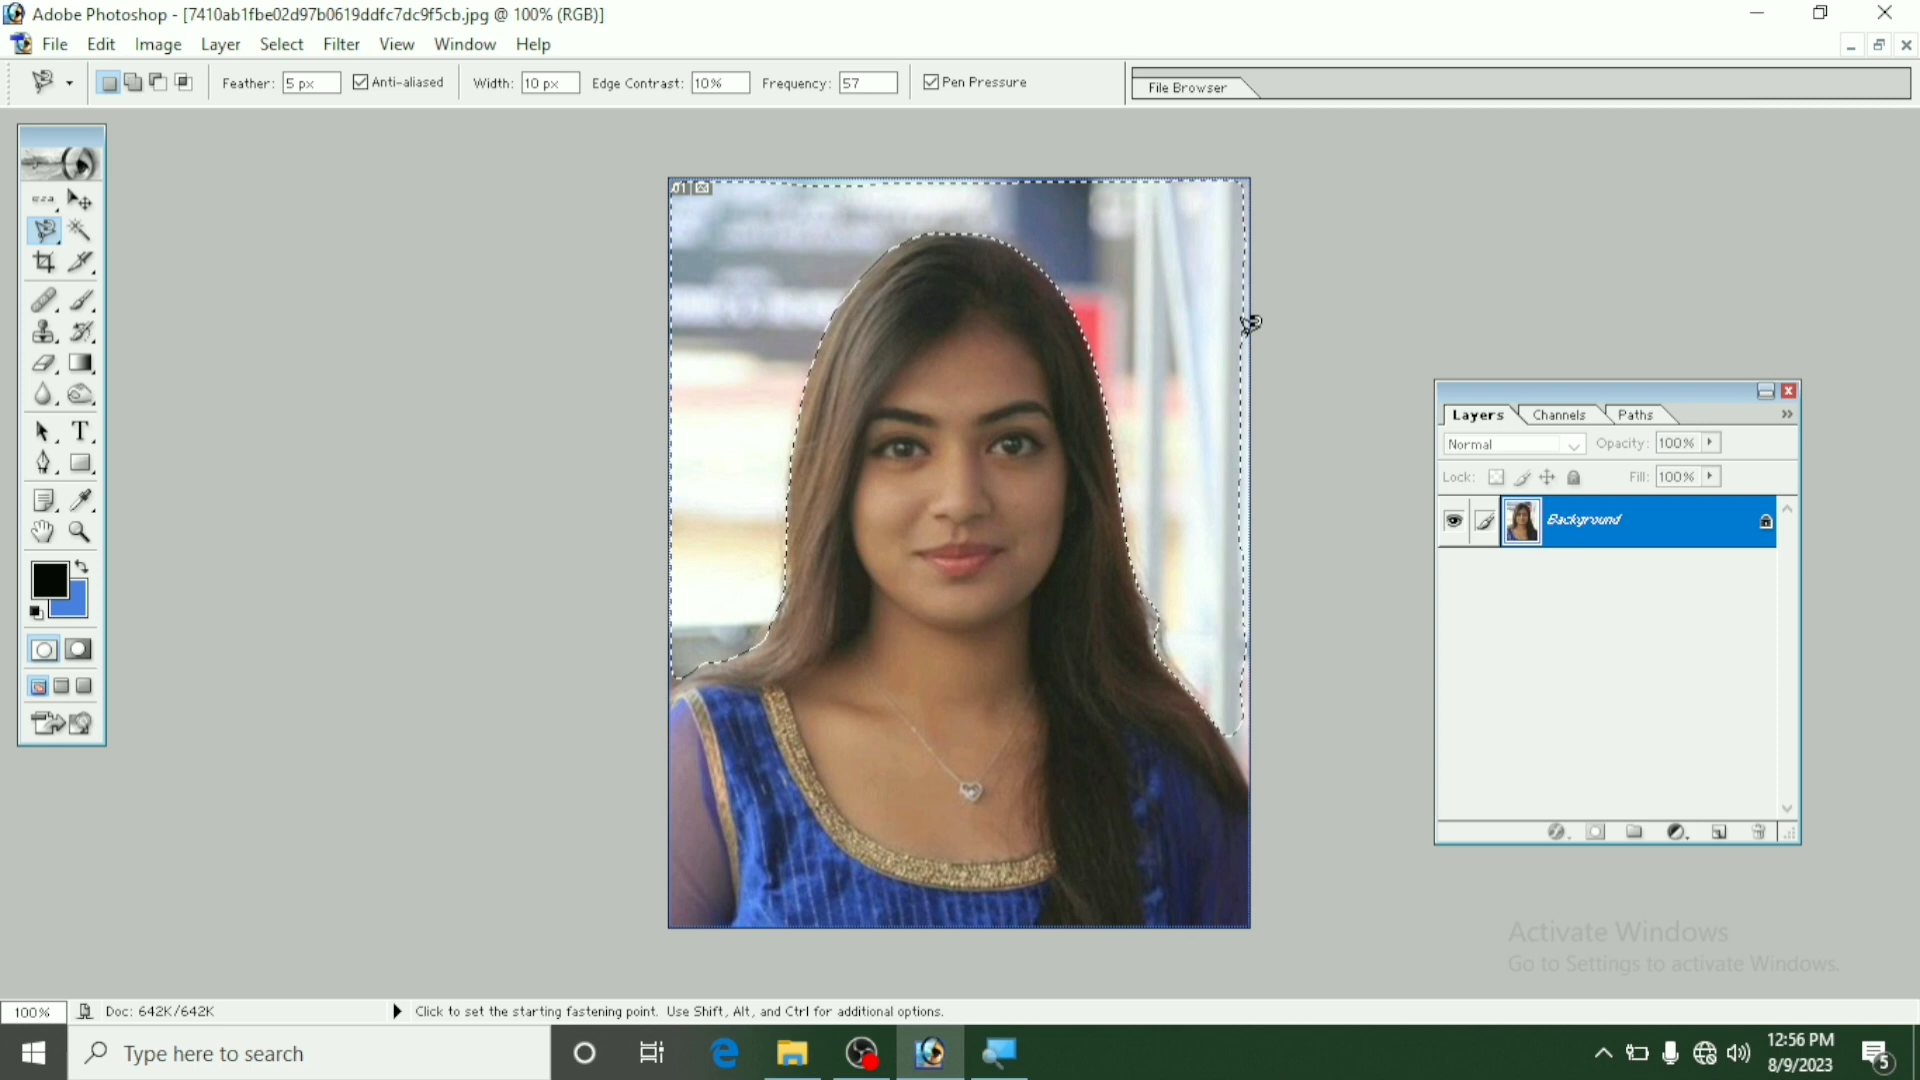 Adobe Photoshop - [7410ab1fbe02d97b0619ddfc7dc9f5cb.jpg @ 100% (RGB)]
File Edit Image Layer Select Filter View Window Help
Feather: 5 px Anti-aliased Width: 10 px Edge Contrast: 10% Frequency: 57 Pen Pressure File Browser
01
Layers Channels Paths
Normal Opacity: 100%
Lock: Fill: 100%
Background
T
Activate Windows
Go to Settings to activate Windows.
100% Doc: 642K/642K Click to set the starting fastening point. Use Shift, Alt, and Ctrl for additional options.
Type here to search
12:56 PM
8/9/2023
5